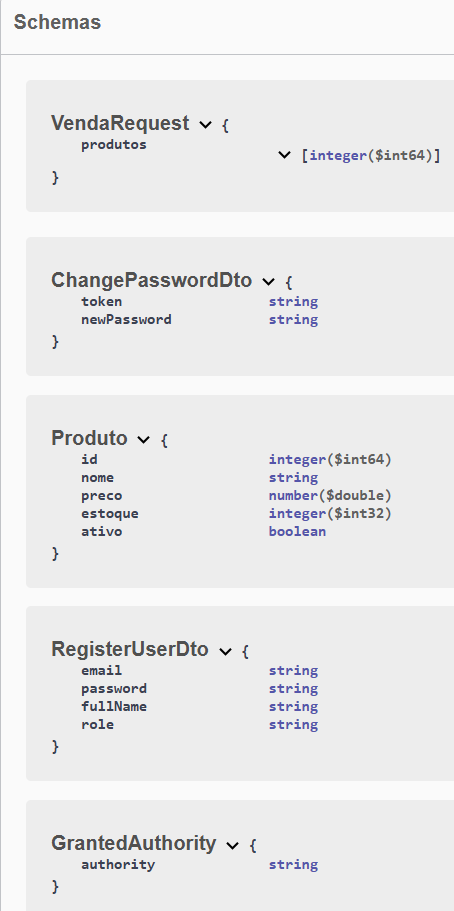 Schemas
VendaRequest {
produtos
[integer($int64)]
}
ChangePasswordDto {
token string
newPassword string
}
Produto {
id integer($int64)
nome string
preco number($double)
estoque integer($int32)
ativo boolean
}
RegisterUserDto {
email string
password string
fullName string
role string
}
GrantedAuthority {
authority string
}